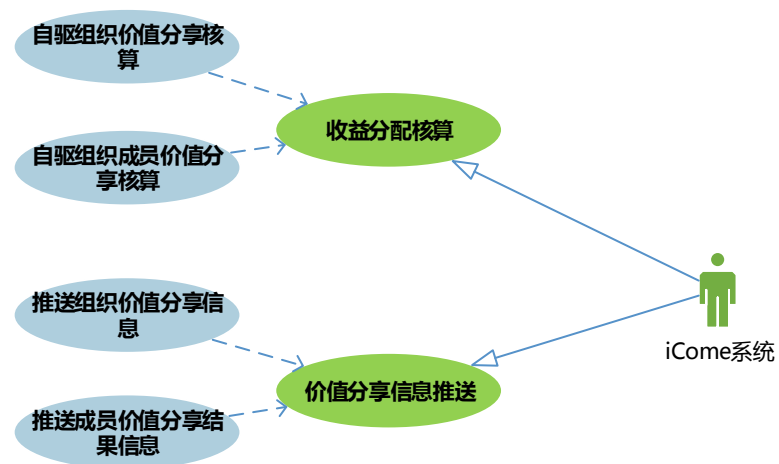 自驱组织价值分享核
算
收益分配核算
自驱组织成员价值分
享核算
iCome系统
推送组织价值分享信
息
价值分享信息推送
推送成员价值分享结
果信息